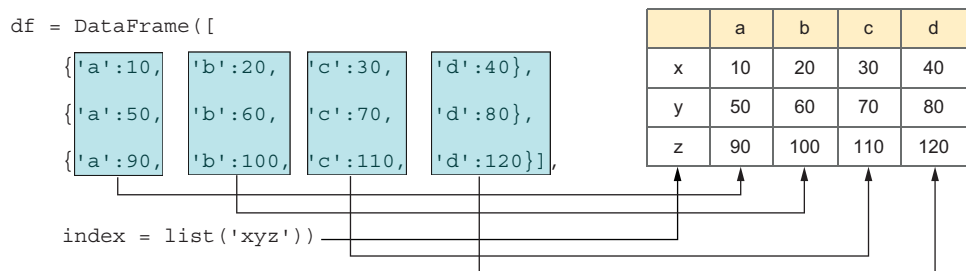 df = DataFrame([
{'a':10, 'b':20, 'c':30, 'd':40},
{'a':50, 'b':60, 'c':70, 'd':80},
{'a':90, 'b':100, 'c':110, 'd':120}],
index = list('xyz'))
a b c d
x 10 20 30 40
y 50 60 70 80
z 90 100 110 120